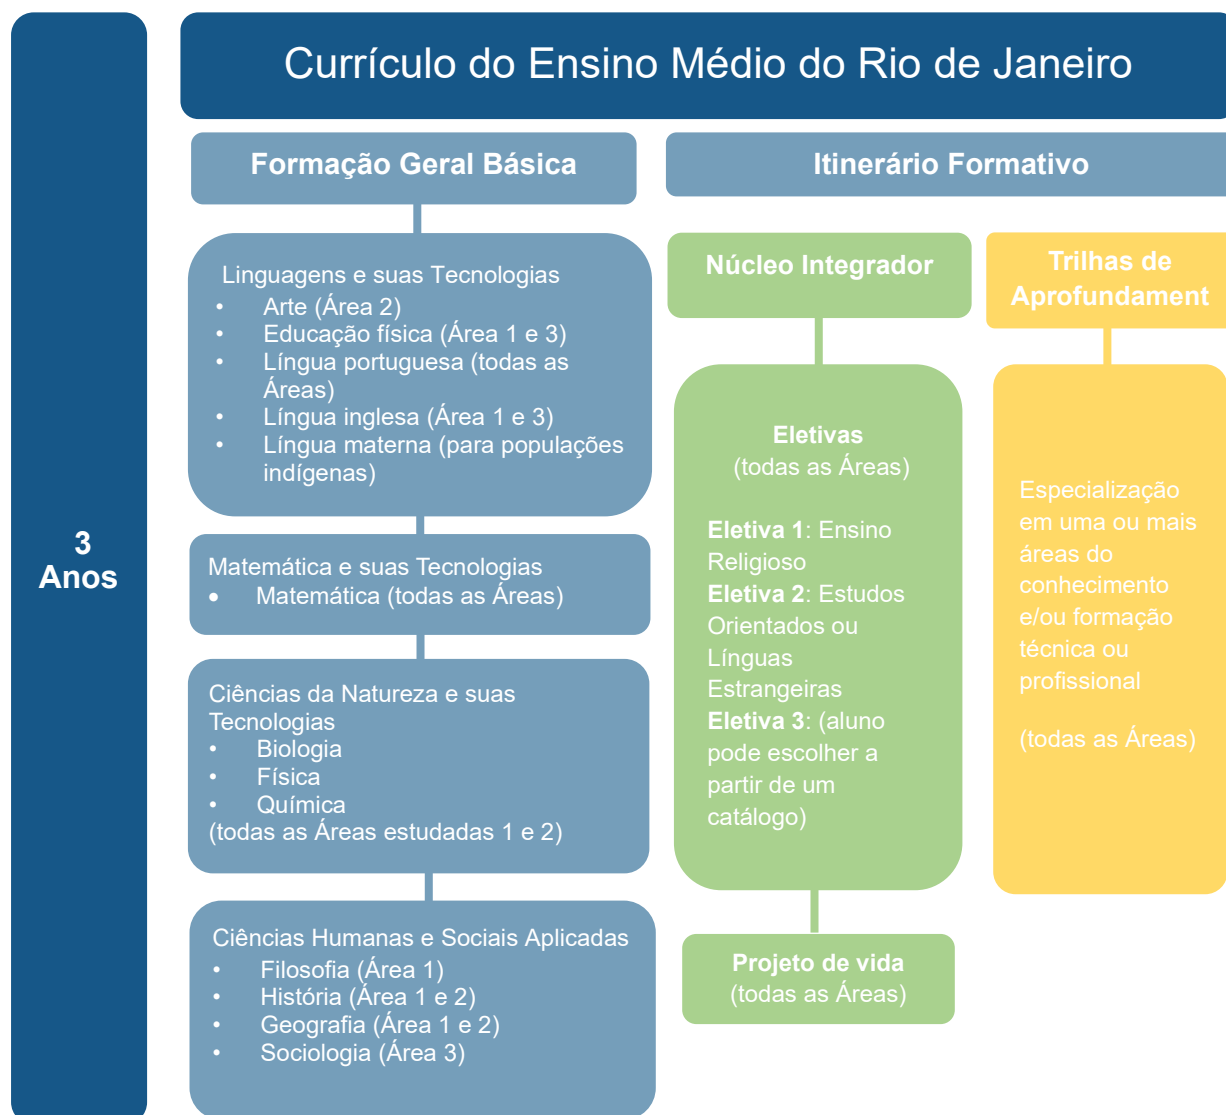 Currículo do Ensino Médio do Rio de Janeiro
3
Anos
Formação Geral Básica
Linguagens e suas Tecnologias
• Arte (Área 2)
• Educação física (Área 1 e 3)
• Língua portuguesa (todas as
Áreas)
• Língua inglesa (Área 1 e 3)
• Língua materna (para populações
indígenas)
Matemática e suas Tecnologias
• Matemática (todas as Áreas)
Ciências da Natureza e suas
Tecnologias
• Biologia
• Física
• Química
(todas as Áreas estudadas 1 e 2)
Ciências Humanas e Sociais Aplicadas
• Filosofia (Área 1)
• História (Área 1 e 2)
• Geografia (Área 1 e 2)
• Sociologia (Área 3)
Itinerário Formativo
Núcleo Integrador
Eletivas
(todas as Áreas)
Eletiva 1: Ensino
Religioso
Eletiva 2: Estudos
Orientados ou
Línguas
Estrangeiras
Eletiva 3: (aluno
pode escolher a
partir de um
catálogo)
Projeto de vida
(todas as Áreas)
Trilhas de
Aprofundament
Especialização
em uma ou mais
áreas do
conhecimento
e/ou formação
técnica ou
profissional
(todas as Áreas)